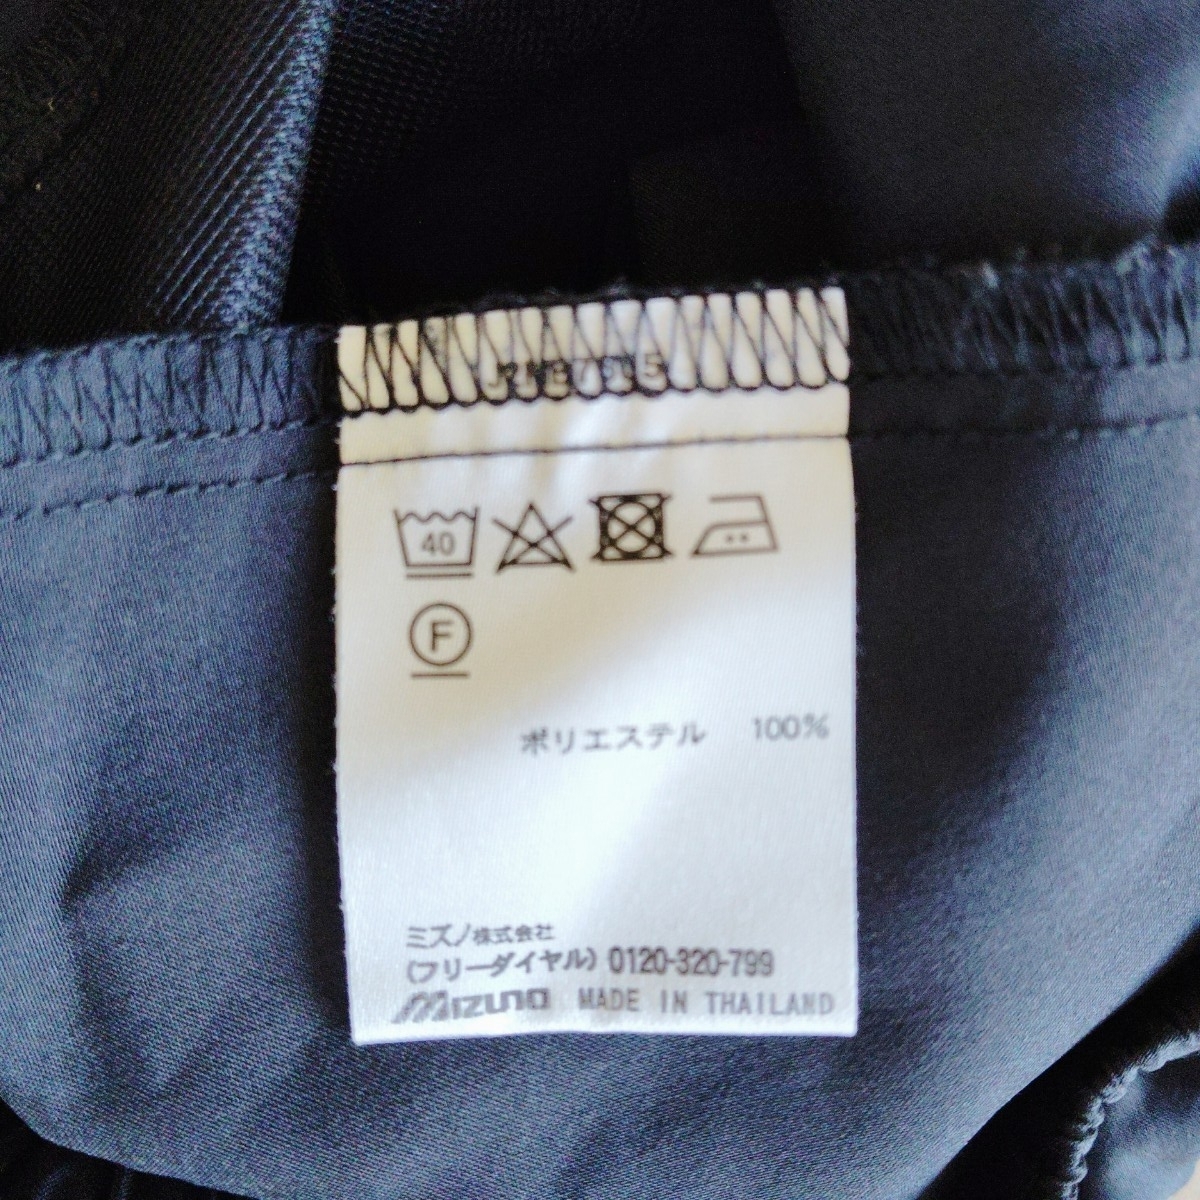 40
F
ポリエステル 100%
ミズノ株式会社
(フリーダイヤル) 0120-320-799
MIZUNO MADE IN THAILAND